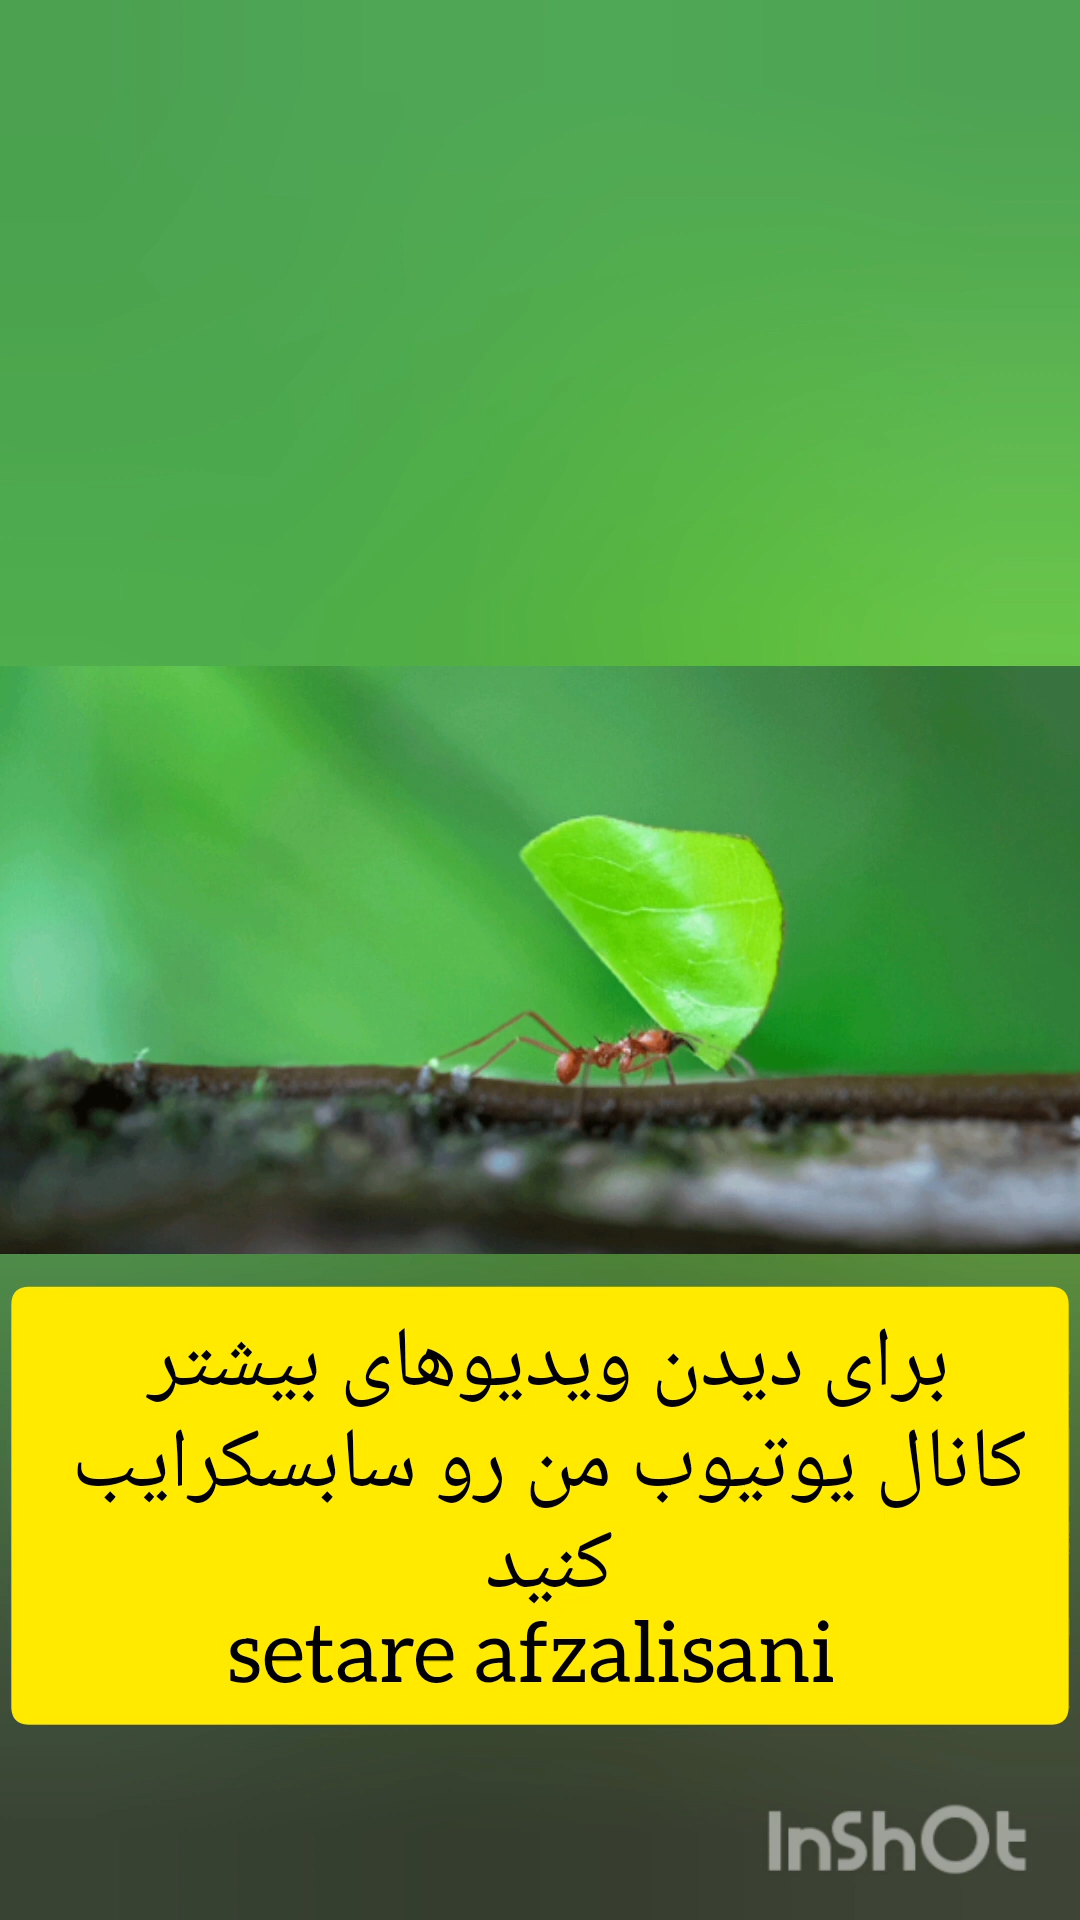 برای دیدن ویدیوهای بیشتر
کانال یوتیوب من رو سابسکرایب
کنید
setare afzalisani
InShOt